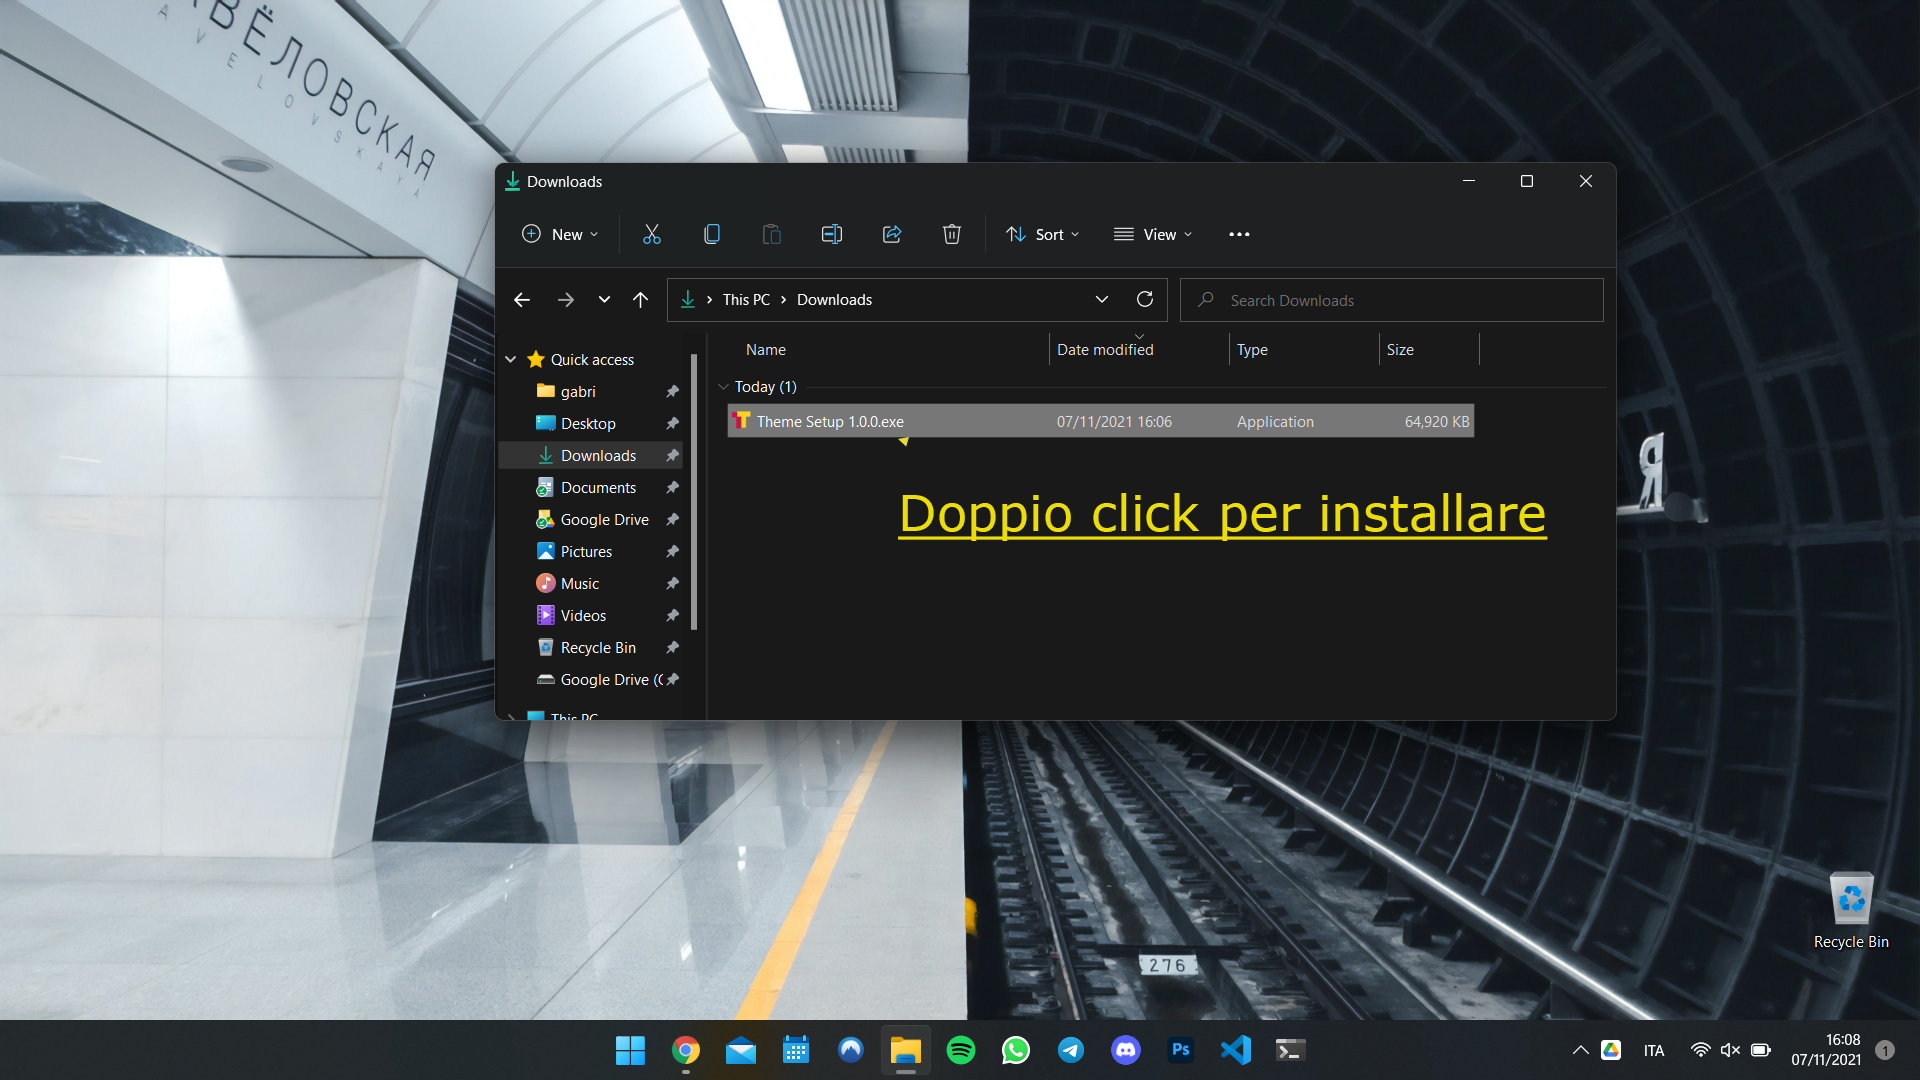 ВЁЛОВСКАЯ
AVELOVSKAYA
Downloads
New
Sort
View
This PC
Downloads
Search Downloads
Name
Date modified
Type
Size
Quick access
gabri
Desktop
Downloads
Documents
Google Drive
Pictures
Music
Videos
Recycle Bin
Google Drive (
This PC
Today (1)
Theme Setup 1.0.0.exe
07/11/2021 16:06
Application
64,920 KB
Doppio click per installare
Я
276
Recycle Bin
Ps
ITA
16:08
07/11/2021
1